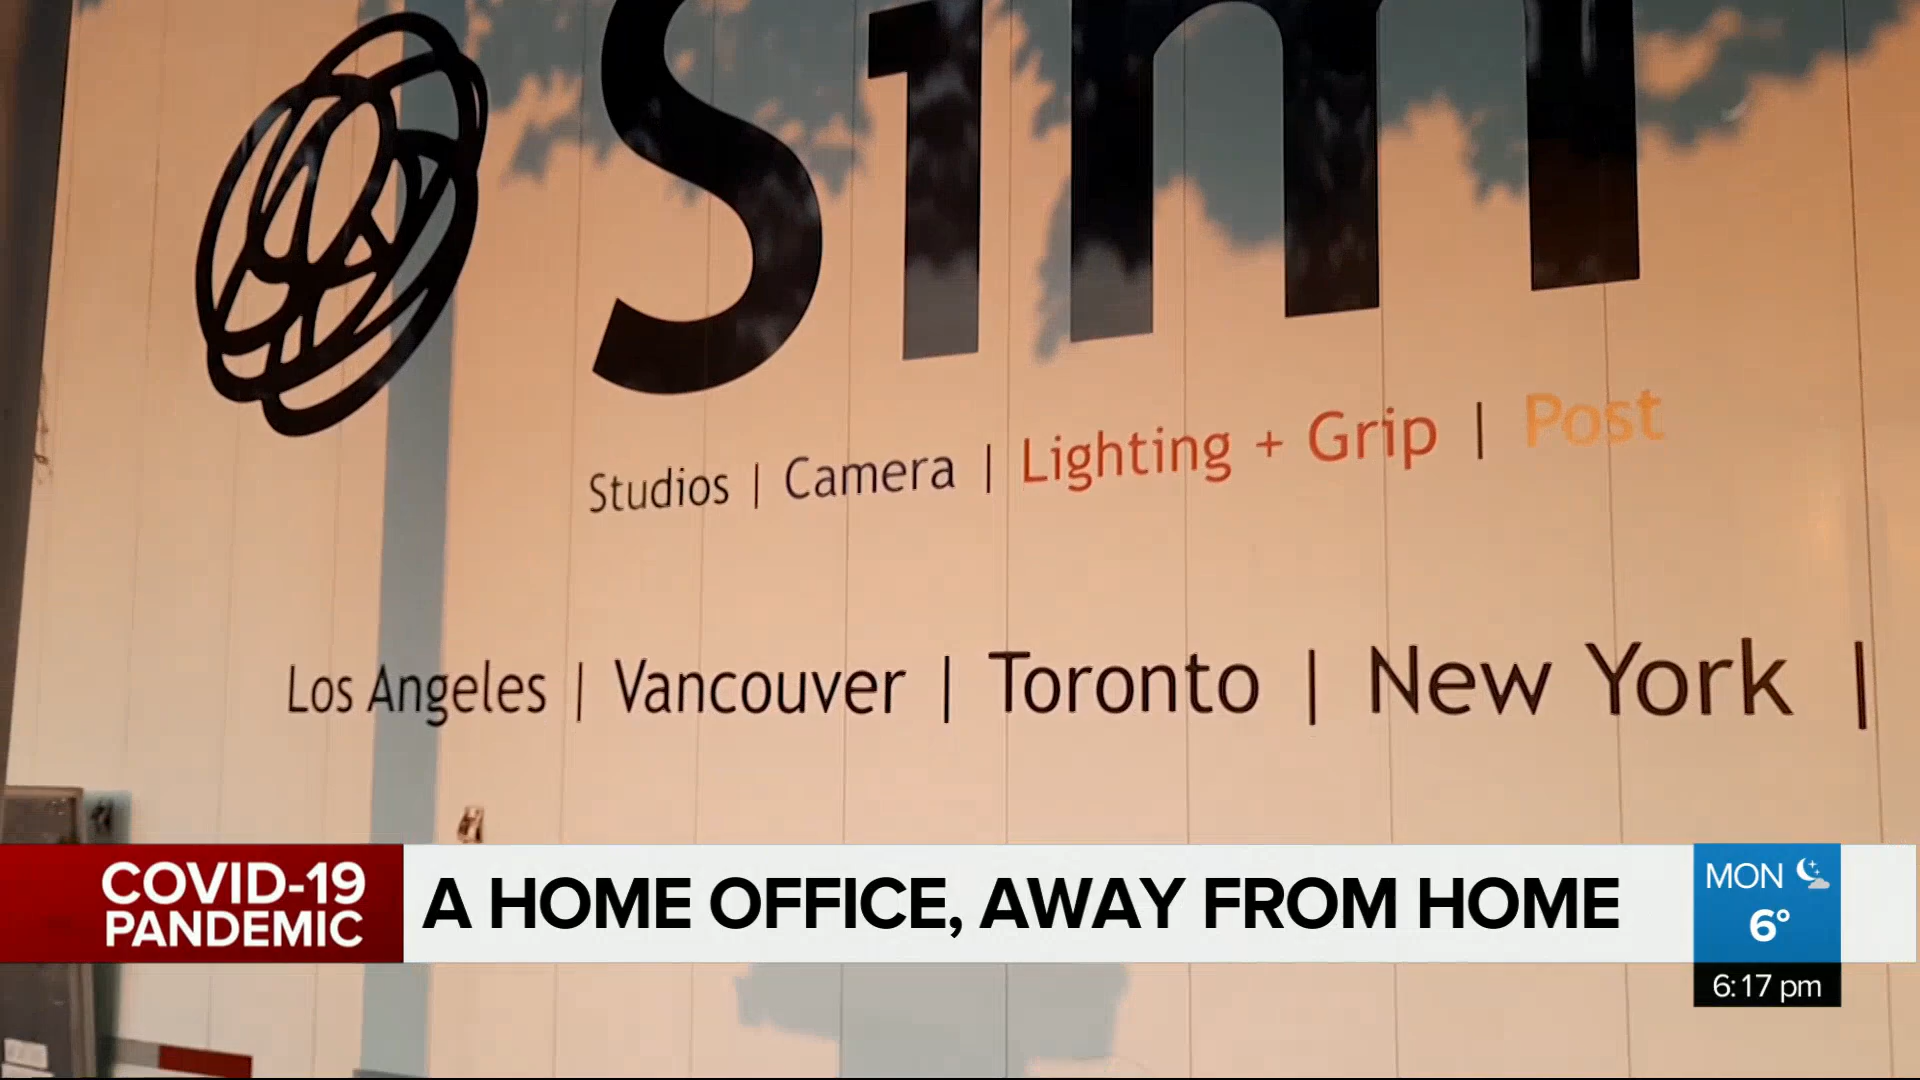 Sim
Studios | Camera | Lighting + Grip | Post
Los Angeles | Vancouver | Toronto | New York |
COVID-19
PANDEMIC
A HOME OFFICE, AWAY FROM HOME
MON
6°
6:17 pm